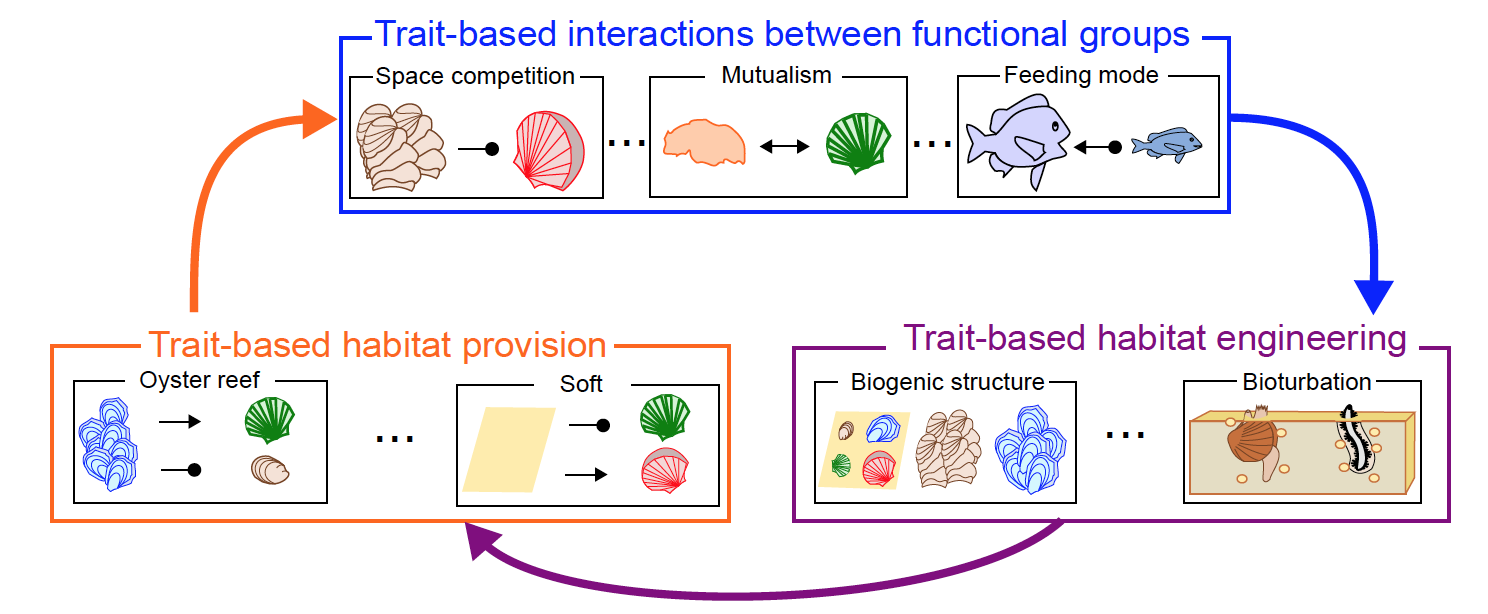 Trait-based interactions between functional groups
Space competition
Mutualism
Feeding mode
...
...
Trait-based habitat provision
Oyster reef
Soft
...
Trait-based habitat engineering
Biogenic structure
Bioturbation
...